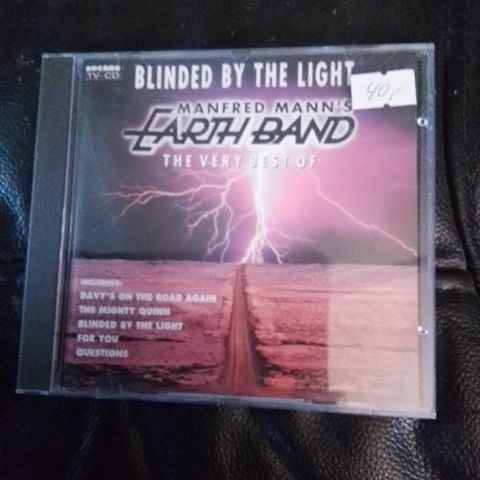 ARCADE
TV-CD
BLINDED BY THE LIGHT
40,-
MANFRED MANN'S
EARTH BAND
THE VERY BEST OF
INCLUDING:
DAVY'S ON THE ROAD AGAIN
THE MIGHTY QUINN
BLINDED BY THE LIGHT
FOR YOU
QUESTIONS